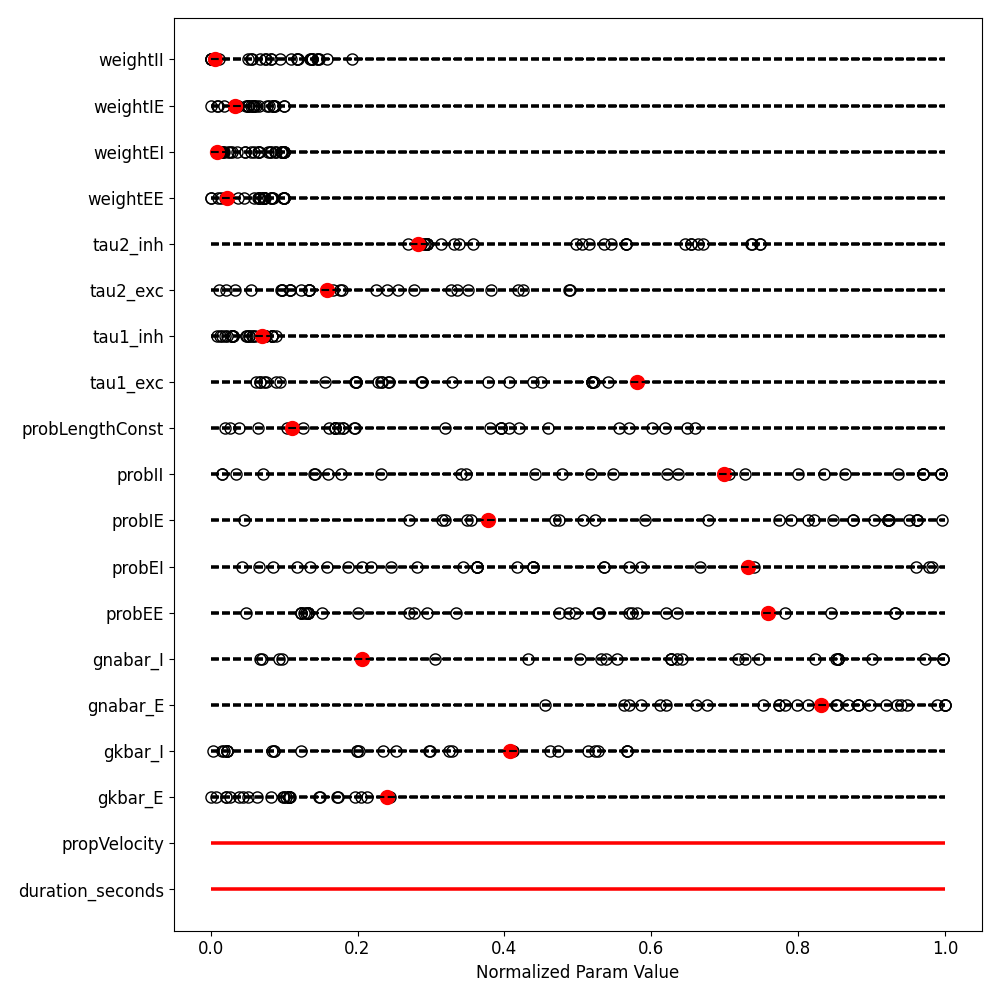 weightII
weightIE
weightEI
weightEE
tau2_inh
tau2_exc
tau1_inh
tau1_exc
probLengthConst
probII
probIE
probEI
probEE
gnabar_I
gnabar_E
gkbar_I
gkbar_E
propVelocity
duration_seconds
0.0 0.2 0.4 0.6 0.8 1.0
Normalized Param Value